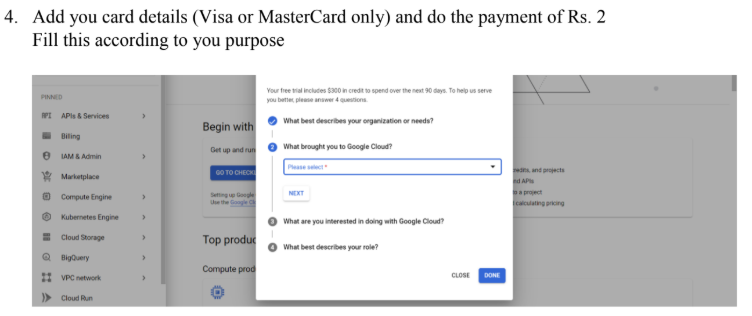 4. Add you card details (Visa or MasterCard only) and do the payment of Rs. 2
Fill this according to you purpose
Your free trial includes $300 in credit to spend over the next 90 days. To help us serve
you better, please answer 4 questions.
PINNED
API APIs & Services
Billing
IAM & Admin
Marketplace
Compute Engine
Kubernetes Engine
Cloud Storage
BigQuery
VPC network
Cloud Run
Begin with
Get up and run
GO TO CHECKL
Setting up Google
Use the Google Cl
Top produc
Compute prod
What best describes your organization or needs?
2 What brought you to Google Cloud?
Please select *
NEXT
3 What are you interested in doing with Google Cloud?
4 What best describes your role?
CLOSE DONE
credits, and projects
nd APIs
to a project
calculating pricing